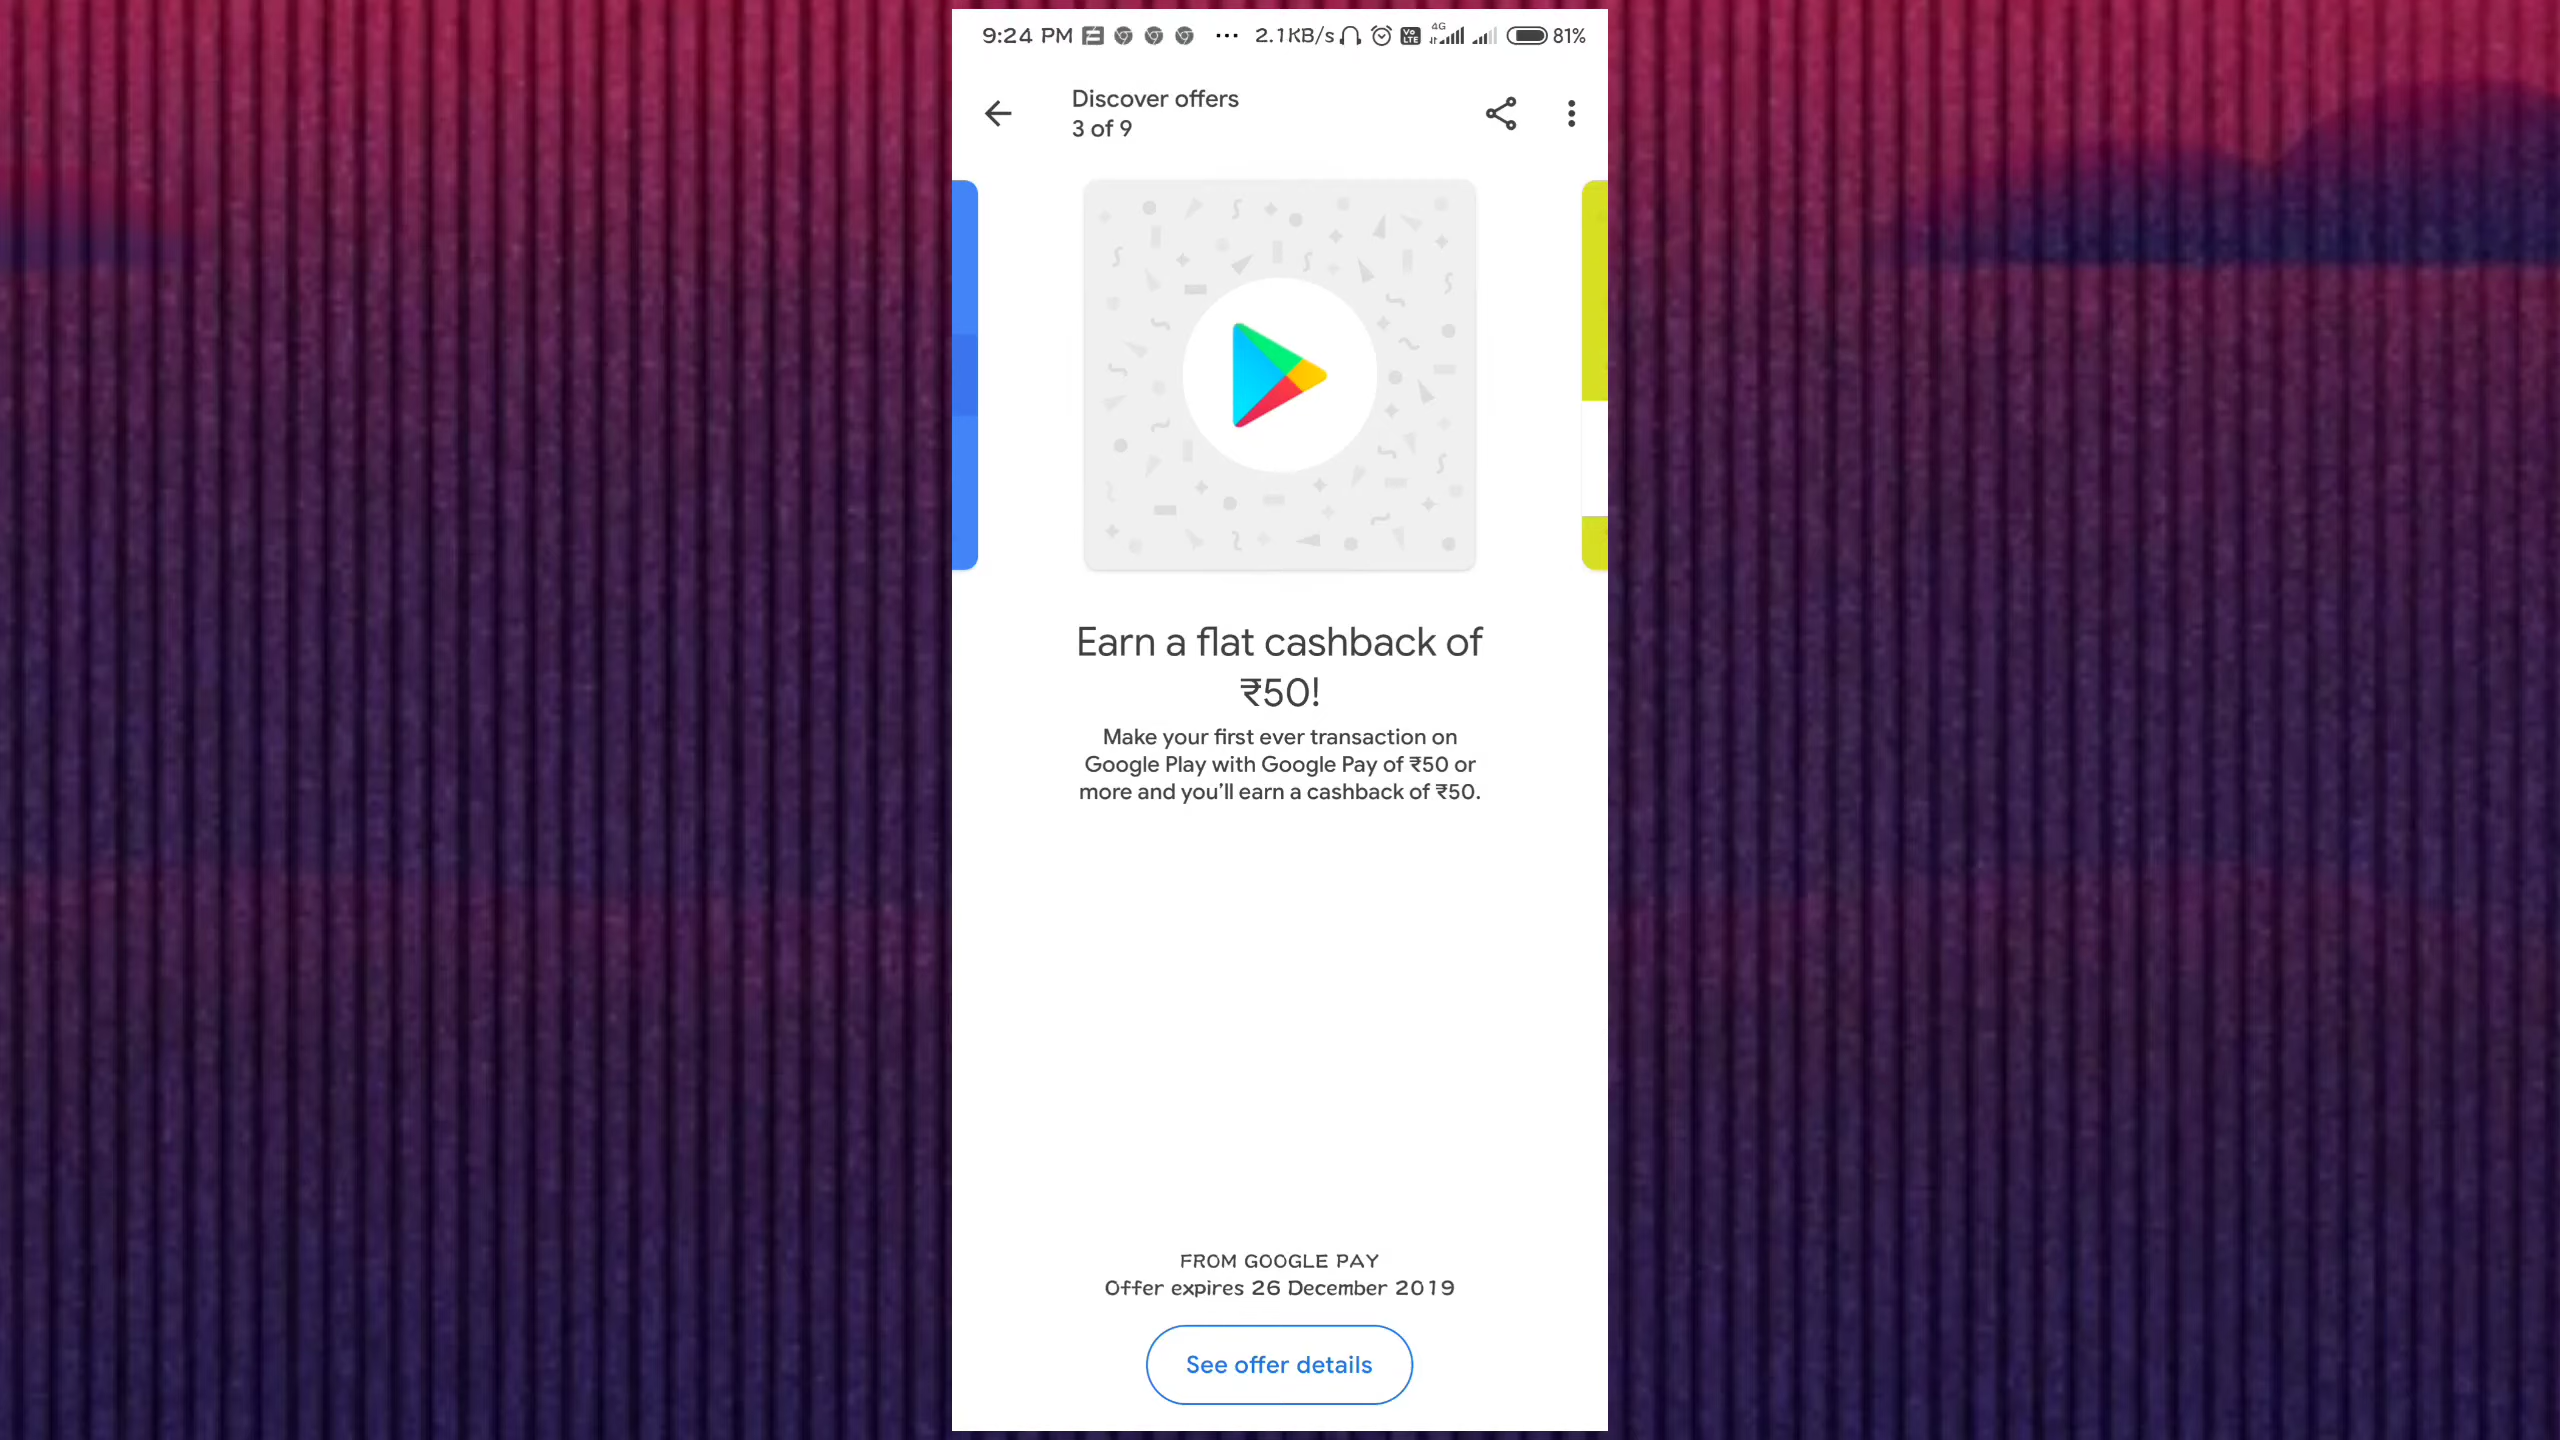 9:24 PM ... 2.1KB/s VoLTE 4G 81%
Discover offers
3 of 9
Earn a flat cashback of
₹50!
Make your first ever transaction on
Google Play with Google Pay of ₹50 or
more and you’ll earn a cashback of ₹50.
FROM GOOGLE PAY
Offer expires 26 December 2019
See offer details